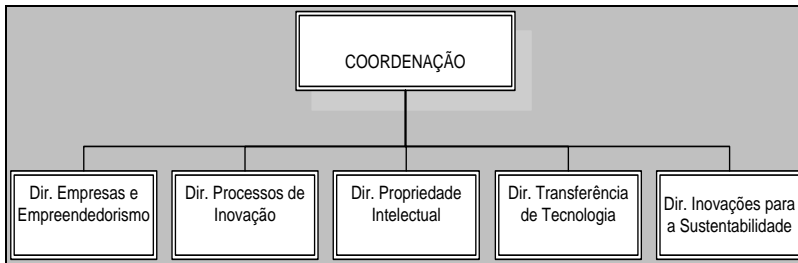 COORDENAÇÃO
Dir. Empresas e
Empreendedorismo
Dir. Processos de
Inovação
Dir. Propriedade
Intelectual
Dir. Transferência
de Tecnologia
Dir. Inovações para
a Sustentabilidade